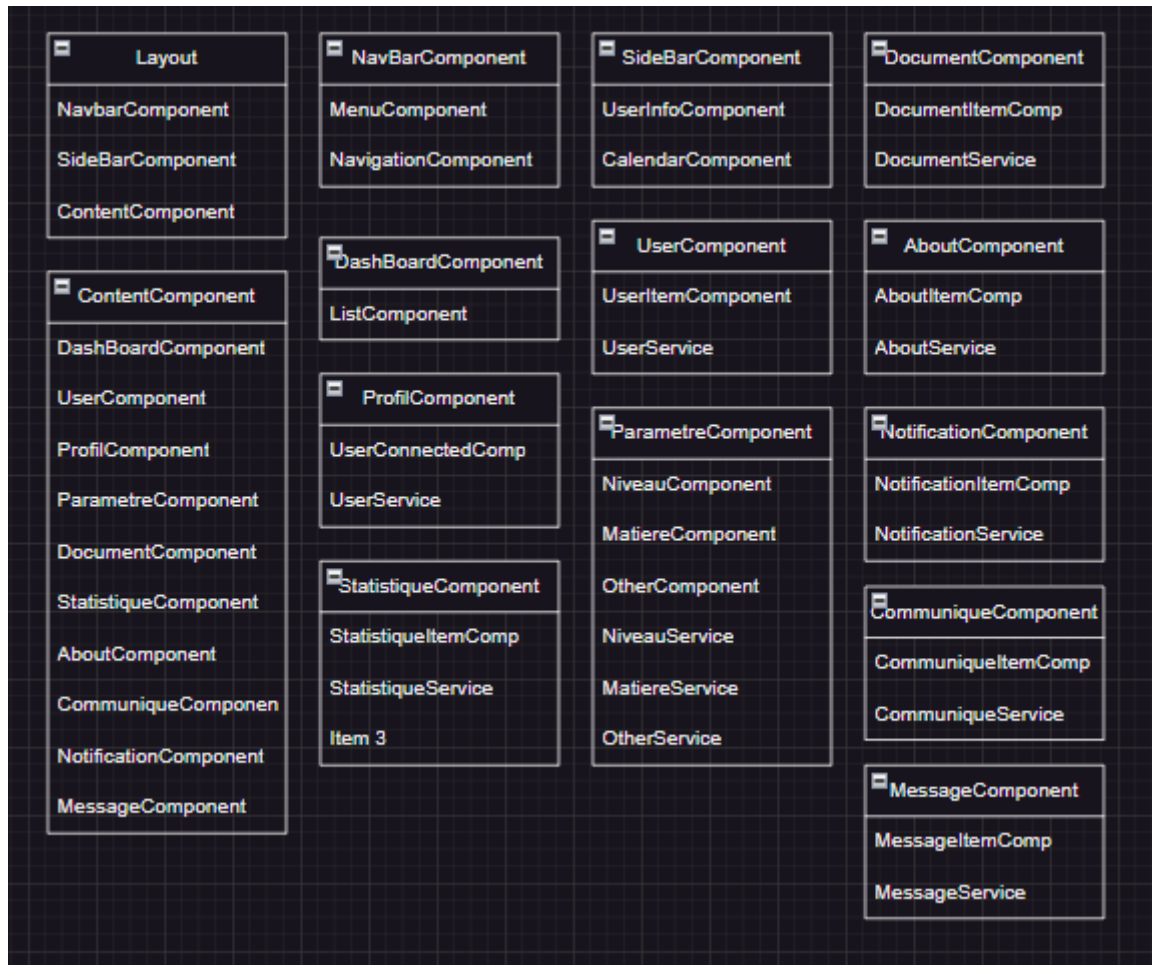 Layout
NavbarComponent
SideBarComponent
ContentComponent
ContentComponent
DashBoardComponent
UserComponent
ProfilComponent
ParametreComponent
DocumentComponent
StatistiqueComponent
AboutComponent
CommuniqueComponen
NotificationComponent
MessageComponent
NavBarComponent
MenuComponent
NavigationComponent
DashBoardComponent
ListComponent
ProfilComponent
UserConnectedComp
UserService
StatistiqueComponent
StatistiqueItemComp
StatistiqueService
Item 3
SideBarComponent
UserInfoComponent
CalendarComponent
UserComponent
UserItemComponent
UserService
ParametreComponent
NiveauComponent
MatiereComponent
OtherComponent
NiveauService
MatiereService
OtherService
DocumentComponent
DocumentItemComp
DocumentService
AboutComponent
AboutItemComp
AboutService
NotificationComponent
NotificationItemComp
NotificationService
CommuniqueComponent
CommuniqueItemComp
CommuniqueService
MessageComponent
MessageItemComp
MessageService